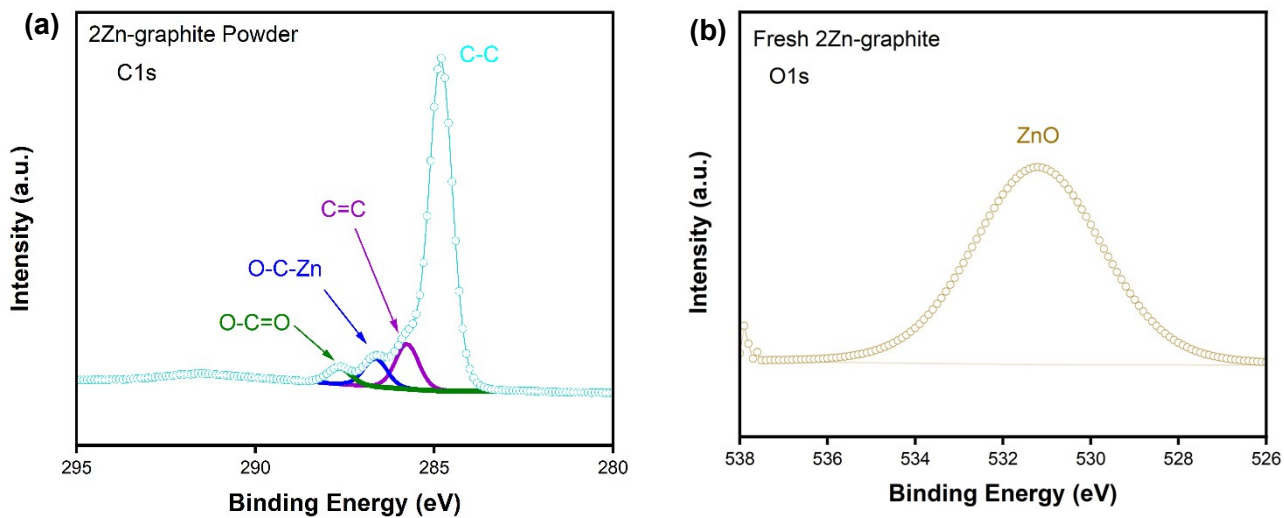 (a)
2Zn-graphite Powder
C1s
C-C
C=C
O-C-Zn
O-C=O
Intensity (a.u.)
295
290
285
280
Binding Energy (eV)
(b)
Fresh 2Zn-graphite
O1s
ZnO
Intensity (a.u.)
538
536
534
532
530
528
526
Binding Energy (eV)